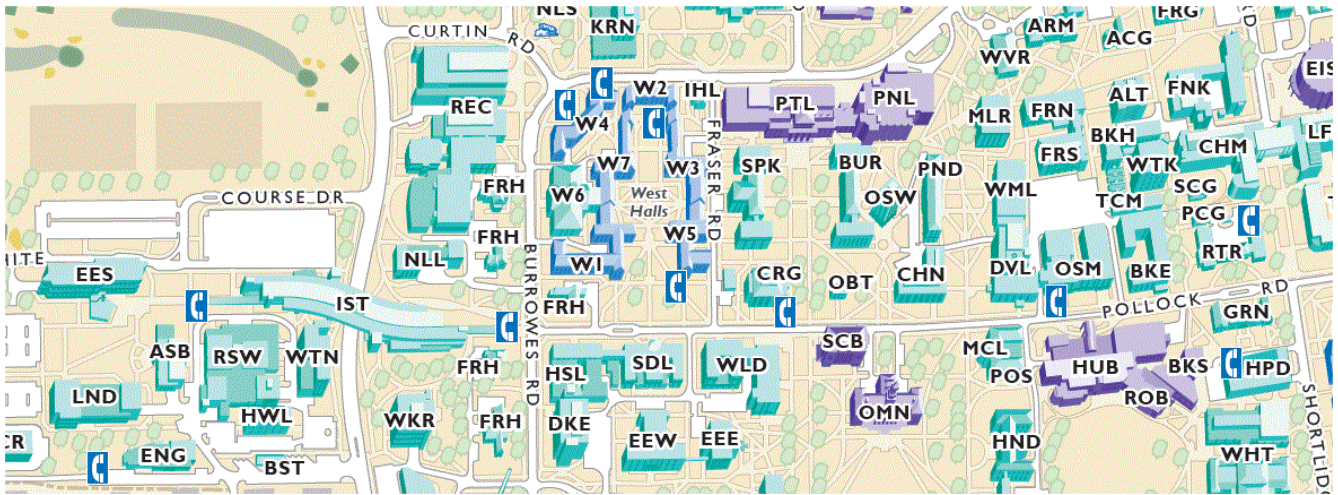 NLS
KRN
ARM
FRG
ACG
CURTIN RD
WVR
EIS
W2
IHL
PTL
PNL
ALT
FNK
REC
W4
MLR
FRN
BKH
FRASER RD
W7
W3
SPK
BUR
PND
FRS
WTK
CHM
LF
FRH
W6
West
Halls
OSW
WML
SCG
COURSE DR
TCM
PCG
W5
FRH
RTR
EES
NLL
W1
CRG
OBT
CHN
DVL
OSM
BKE
IST
FRH
POLLOCK RD
GRN
BURROWES RD
ASB
RSW
WTN
FRH
HSL
SDL
WLD
SCB
MCL
POS
HUB
BKS
HPD
LND
HWL
WKR
FRH
DKE
EEW
EEE
OMN
ROB
HND
CR
ENG
BST
WHT